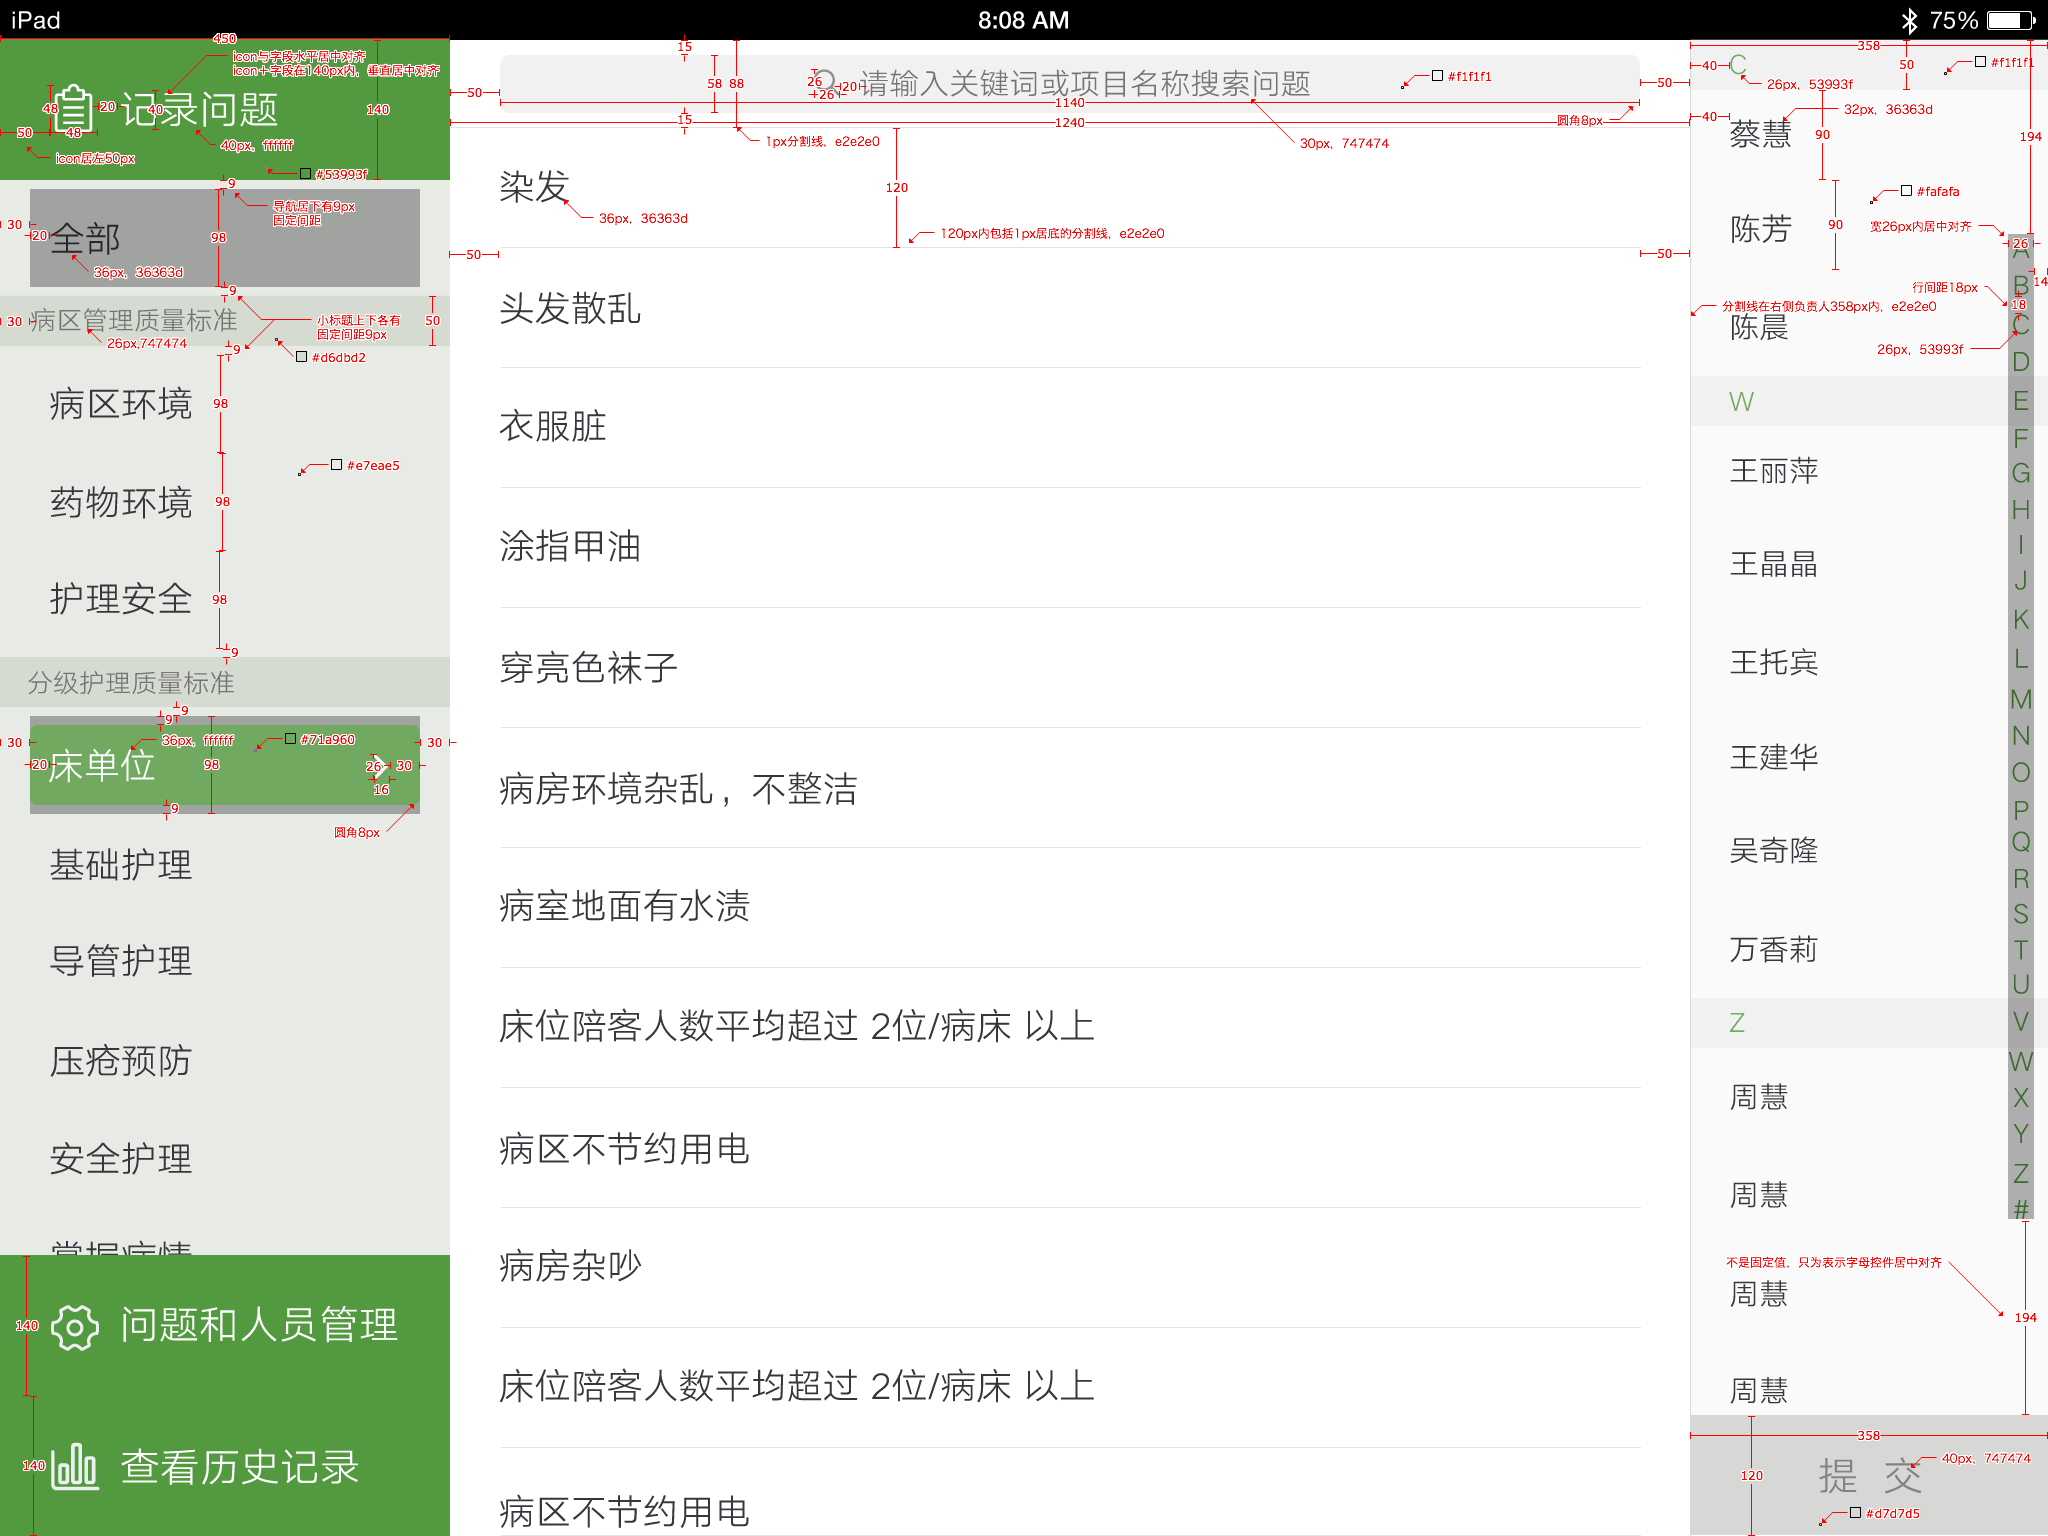 iPad
8:08 AM
75%
450
icon与字段水平居中对齐
icon+字段在140px内，垂直居中对齐
48
20
40
140
记录问题
50
48
40px，ffffff
icon居左50px
#53993f
9
导航居下有9px
固定间距
30
20
全部
98
36px，36363d
9
30
病区管理质量标准
小标题上下各有
固定间距9px
50
26px,747474
9
#d6dbd2
病区环境
98
#e7eae5
药物环境
98
护理安全
98
9
分级护理质量标准
9
9
30
36px，ffffff
#71a960
30
20
床单位
98
26
30
16
9
圆角8px
基础护理
导管护理
压疮预防
安全护理
掌握病情
140
问题和人员管理
140
查看历史记录
15
58
88
26
20
26
请输入关键词或项目名称搜索问题
#f1f1f1
50
50
1140
15
1240
圆角8px
1px分割线，e2e2e0
30px，747474
120
染发
36px，36363d
120px内包括1px居底的分割线，e2e2e0
50
50
头发散乱
衣服脏
涂指甲油
穿亮色袜子
病房环境杂乱，不整洁
病室地面有水渍
床位陪客人数平均超过 2位/病床 以上
病区不节约用电
病房杂吵
床位陪客人数平均超过 2位/病床 以上
病区不节约用电
358
C
40
50
#f1f1f1
26px，53993f
40
32px，36363d
蔡慧
90
194
#fafafa
陈芳
90
宽26px内居中对齐
26
14
行间距18px
18
分割线在右侧负责人358px内，e2e2e0
陈晨
26px，53993f
W
王丽萍
王晶晶
王托宾
王建华
吴奇隆
万香莉
Z
周慧
周慧
不是固定值，只为表示字母控件居中对齐
周慧
194
周慧
A
B
C
D
E
F
G
H
I
J
K
L
M
N
O
P
Q
R
S
T
U
V
W
X
Y
Z
#
358
120
提 交
40px，747474
#d7d7d5